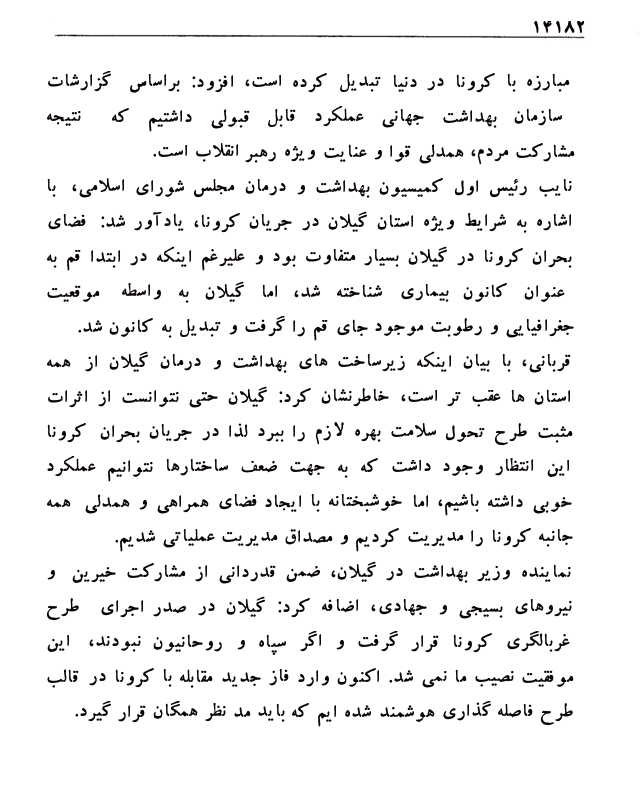 ۱۴۱۸۲
مبارزه با کرونا در دنیا تبدیل کرده است، افزود: براساس گزارشات
سازمان بهداشت جهانی عملکرد قابل قبولی داشتیم که نتیجه
مشارکت مردم، همدلی قوا و عنایت ویژه رهبر انقلاب است.
نایب رئیس اول کمیسیون بهداشت و درمان مجلس شورای اسلامی، با
اشاره به شرایط ویژه استان گیلان در جریان کرونا، یادآور شد: فضای
بحران کرونا در گیلان بسیار متفاوت بود و علیرغم اینکه در ابتدا قم به
عنوان کانون بیماری شناخته شد، اما گیلان به واسطه موقعیت
جغرافیایی و رطوبت موجود جای قم را گرفت و تبدیل به کانون شد.
قربانی، با بیان اینکه زیرساخت های بهداشت و درمان گیلان از همه
استان ها عقب تر است، خاطرنشان کرد: گیلان حتی نتوانست از اثرات
مثبت طرح تحول سلامت بهره لازم را ببرد لذا در جریان بحران کرونا
این انتظار وجود داشت که به جهت ضعف ساختارها نتوانیم عملکرد
خوبی داشته باشیم، اما خوشبختانه با ایجاد فضای همراهی و همدلی همه
جانبه کرونا را مدیریت کردیم و مصداق مدیریت عملیاتی شدیم.
نماینده وزیر بهداشت در گیلان، ضمن قدردانی از مشارکت خیرین و
نیروهای بسیجی و جهادی، اضافه کرد: گیلان در صدر اجرای طرح
غربالگری کرونا قرار گرفت و اگر سپاه و روحانیون نبودند، این
موفقیت نصیب ما نمی شد. اکنون وارد فاز جدید مقابله با کرونا در قالب
طرح فاصله گذاری هوشمند شده ایم که باید مد نظر همگان قرار گیرد.